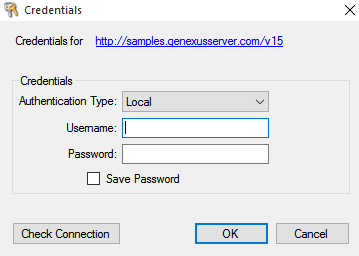 Credentials
Credentials for http://samples.genexusserver.com/v15
Credentials
Authentication Type: Local
Username:
Password:
Save Password
Check Connection OK Cancel